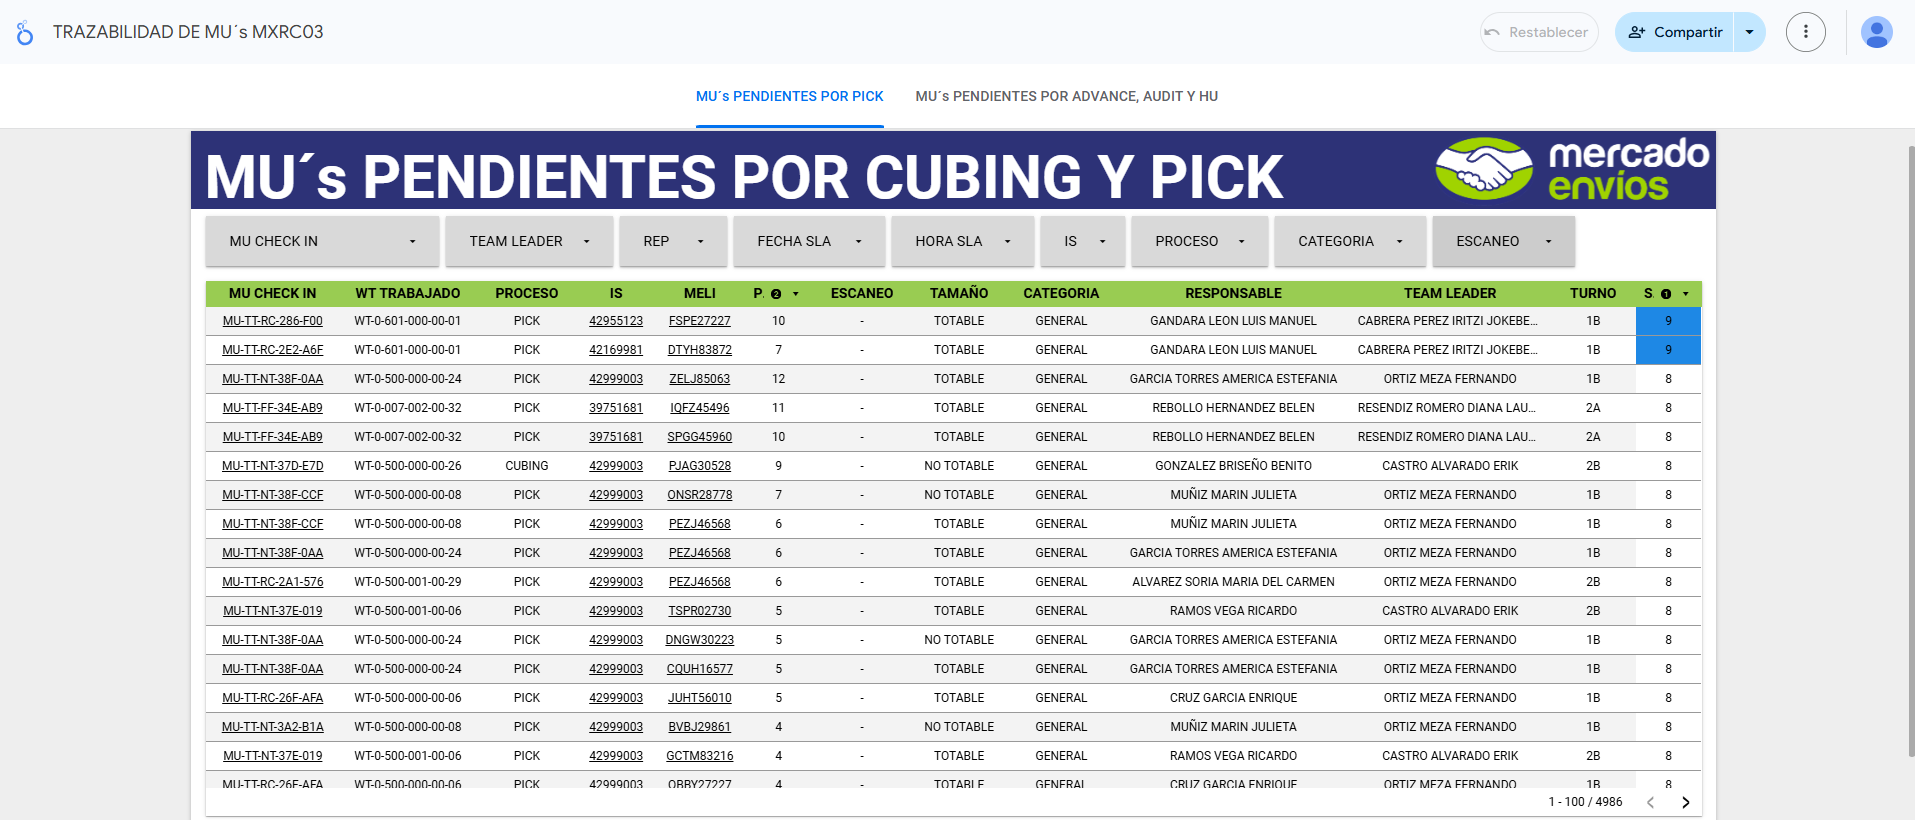 TRAZABILIDAD DE MU´s MXRC03
Restablecer
Compartir
MU´s PENDIENTES POR PICK
MU´s PENDIENTES POR ADVANCE, AUDIT Y HU
MU´s PENDIENTES POR CUBING Y PICK
mercado
envíos
MU CHECK IN TEAM LEADER REP FECHA SLA HORA SLA IS PROCESO CATEGORIA ESCANEO
MU CHECK IN WT TRABAJADO PROCESO IS MELI P. 2 ESCANEO TAMAÑO CATEGORIA RESPONSABLE TEAM LEADER TURNO S. 1
MU-TT-RC-286-F00 WT-0-601-000-00-01 PICK 42955123 FSPE27227 10 - TOTABLE GENERAL GANDARA LEON LUIS MANUEL CABRERA PEREZ IRITZI JOKEBE... 1B 9
MU-TT-RC-2E2-A6F WT-0-601-000-00-01 PICK 42169981 DTYH83872 7 - TOTABLE GENERAL GANDARA LEON LUIS MANUEL CABRERA PEREZ IRITZI JOKEBE... 1B 9
MU-TT-NT-38F-0AA WT-0-500-000-00-24 PICK 42999003 ZELJ85063 12 - TOTABLE GENERAL GARCIA TORRES AMERICA ESTEFANIA ORTIZ MEZA FERNANDO 1B 8
MU-TT-FF-34E-AB9 WT-0-007-002-00-32 PICK 39751681 IQFZ45496 11 - TOTABLE GENERAL REBOLLO HERNANDEZ BELEN RESENDIZ ROMERO DIANA LAU... 2A 8
MU-TT-FF-34E-AB9 WT-0-007-002-00-32 PICK 39751681 SPGG45960 10 - TOTABLE GENERAL REBOLLO HERNANDEZ BELEN RESENDIZ ROMERO DIANA LAU... 2A 8
MU-TT-NT-37D-E7D WT-0-500-000-00-26 CUBING 42999003 PJAG30528 9 - NO TOTABLE GENERAL GONZALEZ BRISEÑO BENITO CASTRO ALVARADO ERIK 2B 8
MU-TT-NT-38F-CCF WT-0-500-000-00-08 PICK 42999003 ONSR28778 7 - NO TOTABLE GENERAL MUÑIZ MARIN JULIETA ORTIZ MEZA FERNANDO 1B 8
MU-TT-NT-38F-CCF WT-0-500-000-00-08 PICK 42999003 PEZJ46568 6 - TOTABLE GENERAL MUÑIZ MARIN JULIETA ORTIZ MEZA FERNANDO 1B 8
MU-TT-NT-38F-0AA WT-0-500-000-00-24 PICK 42999003 PEZJ46568 6 - TOTABLE GENERAL GARCIA TORRES AMERICA ESTEFANIA ORTIZ MEZA FERNANDO 1B 8
MU-TT-RC-2A1-576 WT-0-500-001-00-29 PICK 42999003 PEZJ46568 6 - TOTABLE GENERAL ALVAREZ SORIA MARIA DEL CARMEN ORTIZ MEZA FERNANDO 2B 8
MU-TT-NT-37E-019 WT-0-500-001-00-06 PICK 42999003 TSPR02730 5 - TOTABLE GENERAL RAMOS VEGA RICARDO CASTRO ALVARADO ERIK 2B 8
MU-TT-NT-38F-0AA WT-0-500-000-00-24 PICK 42999003 DNGW30223 5 - NO TOTABLE GENERAL GARCIA TORRES AMERICA ESTEFANIA ORTIZ MEZA FERNANDO 1B 8
MU-TT-NT-38F-0AA WT-0-500-000-00-24 PICK 42999003 CQUH16577 5 - TOTABLE GENERAL GARCIA TORRES AMERICA ESTEFANIA ORTIZ MEZA FERNANDO 1B 8
MU-TT-RC-26F-AFA WT-0-500-000-00-06 PICK 42999003 JUHT56010 5 - TOTABLE GENERAL CRUZ GARCIA ENRIQUE ORTIZ MEZA FERNANDO 1B 8
MU-TT-NT-3A2-B1A WT-0-500-000-00-08 PICK 42999003 BVBJ29861 4 - NO TOTABLE GENERAL MUÑIZ MARIN JULIETA ORTIZ MEZA FERNANDO 1B 8
MU-TT-NT-37E-019 WT-0-500-001-00-06 PICK 42999003 GCTM83216 4 - TOTABLE GENERAL RAMOS VEGA RICARDO CASTRO ALVARADO ERIK 2B 8
MU-TT-RC-26F-AFA WT-0-500-000-00-06 PICK 42999003 OBBY27227 4 - TOTABLE GENERAL CRUZ GARCIA ENRIQUE ORTIZ MEZA FERNANDO 1B 8
1 - 100 / 4986